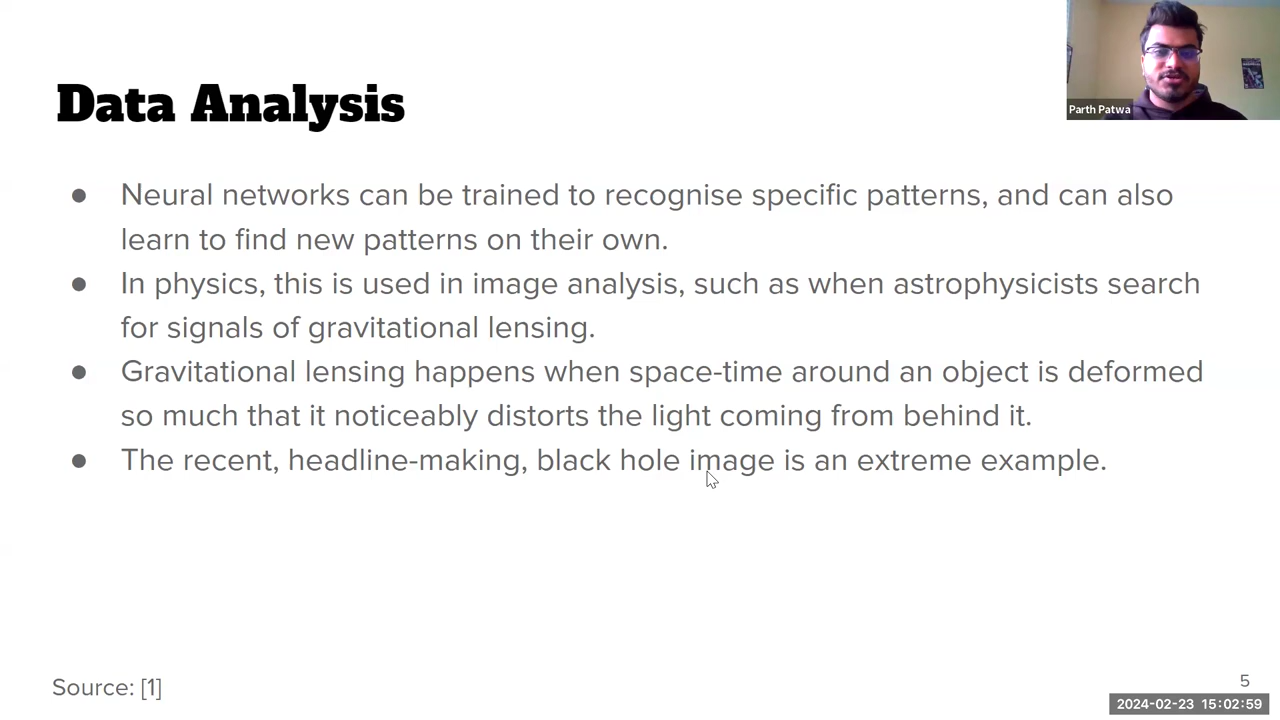 Parth Patwa
Data Analysis
● Neural networks can be trained to recognise specific patterns, and can also
learn to find new patterns on their own.
● In physics, this is used in image analysis, such as when astrophysicists search
for signals of gravitational lensing.
● Gravitational lensing happens when space-time around an object is deformed
so much that it noticeably distorts the light coming from behind it.
● The recent, headline-making, black hole image is an extreme example.
Source: [1]
5
2024-02-23 15:02:59